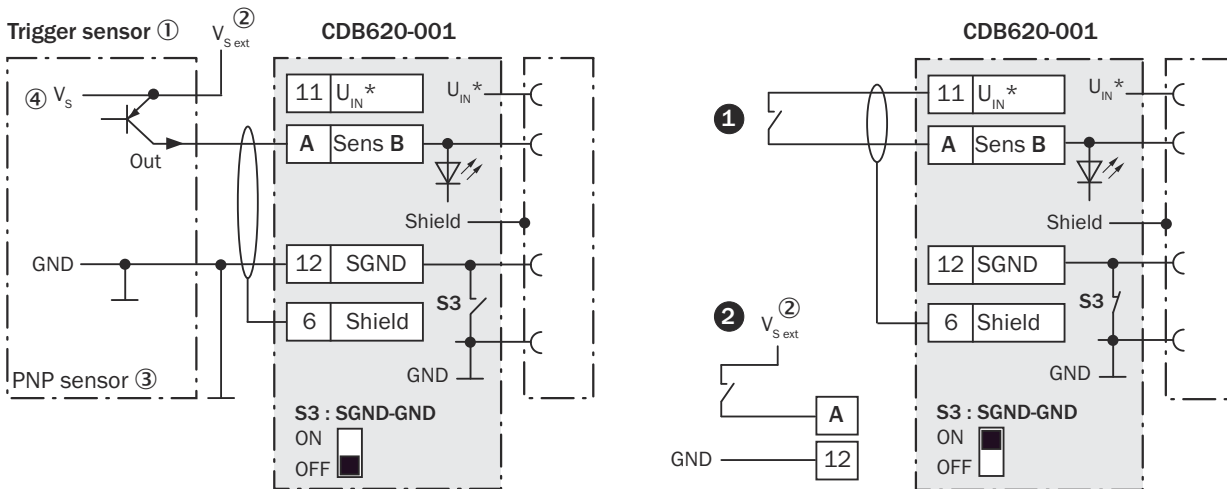 Trigger sensor ①
V_S ext ②
CDB620-001
④ V_S
Out
GND
PNP sensor ③
11 U_IN*
U_IN*
A Sens B
Shield
12 SGND
S3
6 Shield
GND
S3 : SGND-GND
ON
OFF
CDB620-001
❶
11 U_IN*
U_IN*
A Sens B
Shield
12 SGND
S3
6 Shield
GND
❷ V_S ext ②
A
GND
12
S3 : SGND-GND
ON
OFF